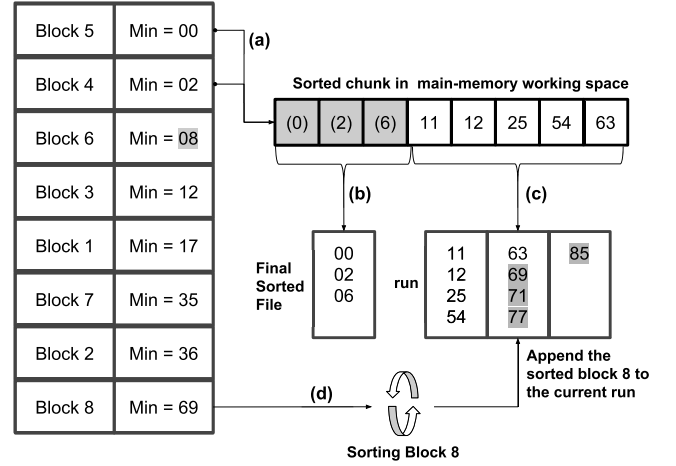 Block 5 Min = 00
(a)
Block 4 Min = 02
Sorted chunk in main-memory working space
(0) (2) (6) 11 12 25 54 63
Block 6 Min = 08
Block 3 Min = 12
(b)
(c)
Block 1 Min = 17
Final
Sorted
File
00
02
06
run
11 63 85
12 69
25 71
54 77
Block 7 Min = 35
Block 2 Min = 36
Block 8 Min = 69
(d)
Append the
sorted block 8 to
the current run
Sorting Block 8